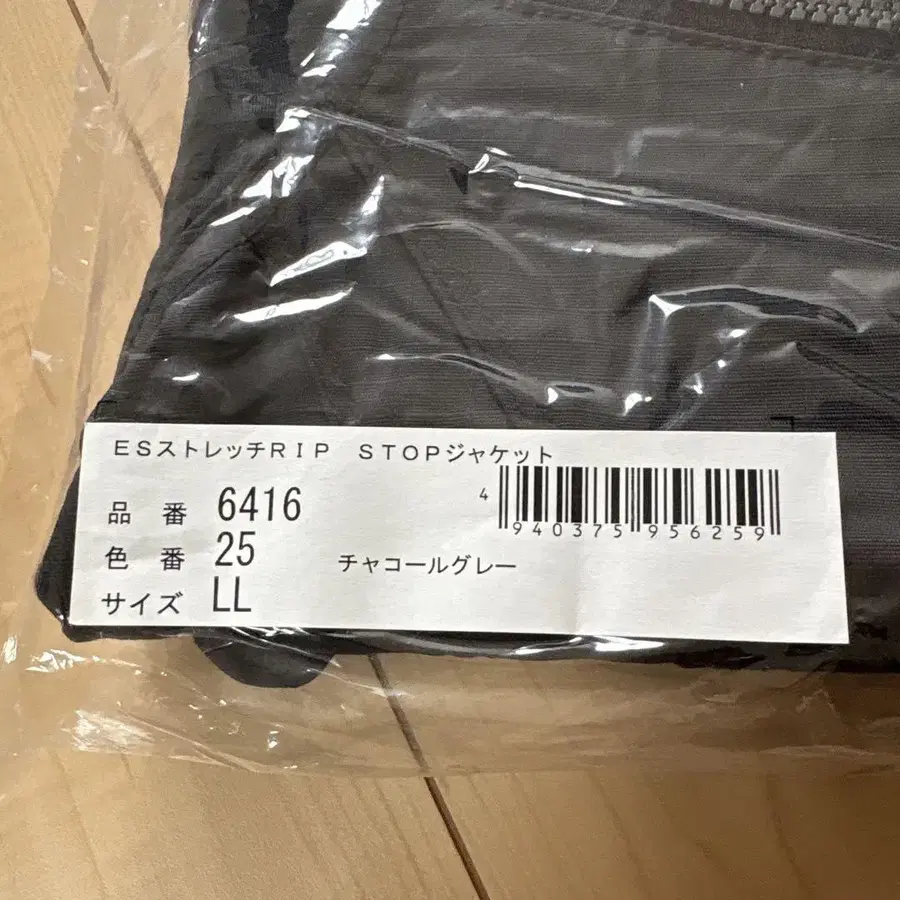 ESストレッチRIP STOPジャケット
品番 6416
4 940375 956259
色番 25 チャコールグレー
サイズ LL